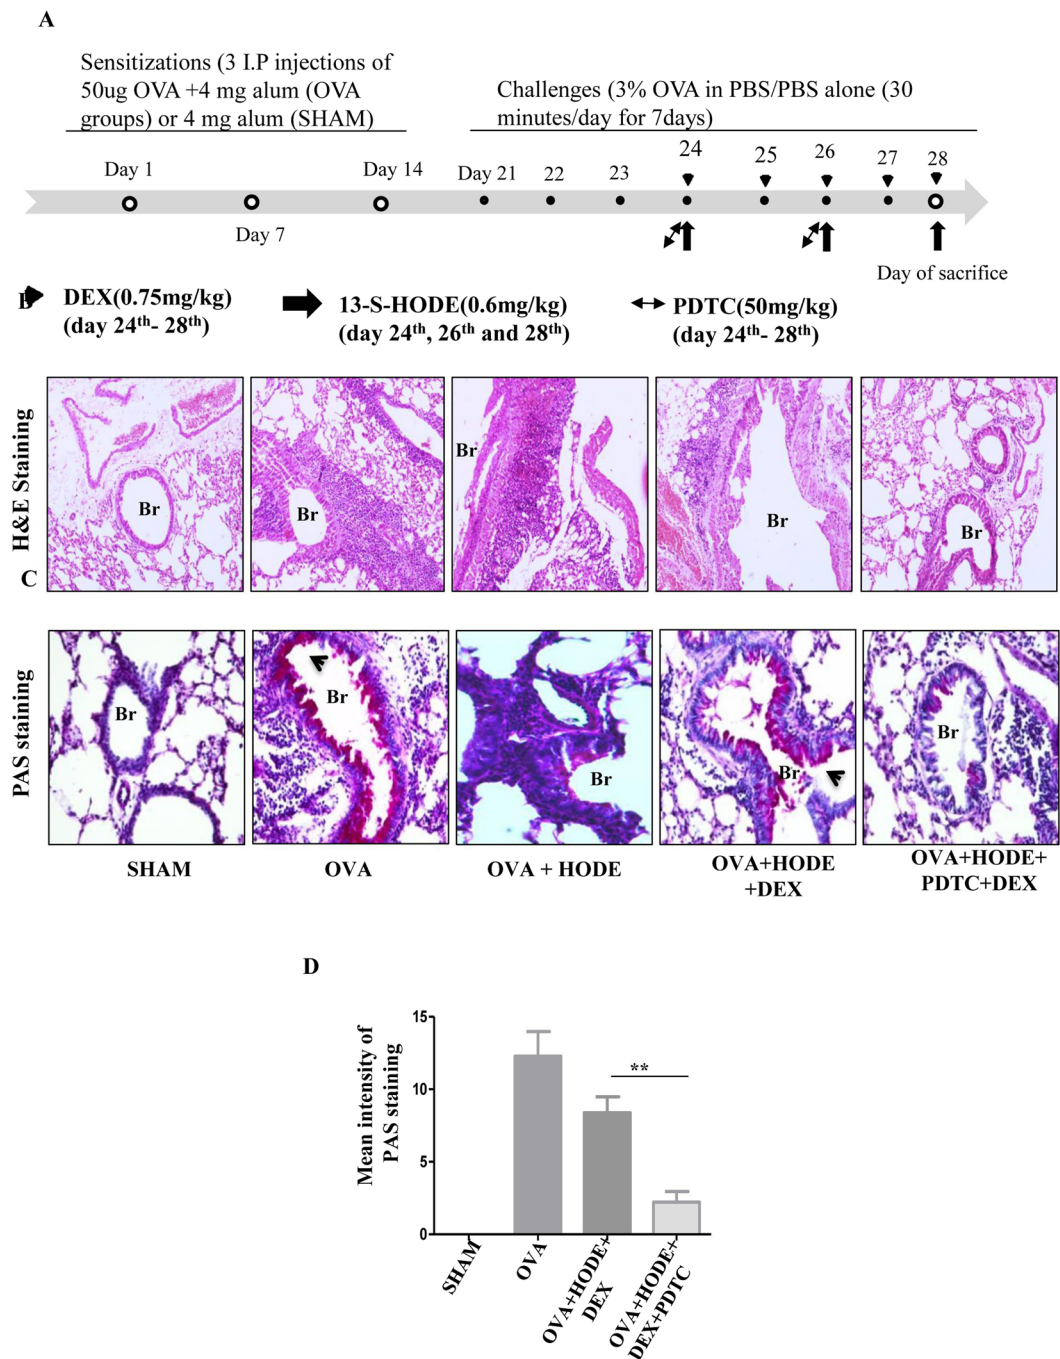 A
Sensitizations (3 I.P injections of
50ug OVA +4 mg alum (OVA
groups) or 4 mg alum (SHAM)
Challenges (3% OVA in PBS/PBS alone (30
minutes/day for 7days)
Day 1
Day 7
Day 14
Day 21
22
23
24
25
26
27
28
Day of sacrifice
B
DEX(0.75mg/kg)
(day 24th- 28th)
13-S-HODE(0.6mg/kg)
(day 24th, 26th and 28th)
PDTC(50mg/kg)
(day 24th- 28th)
H&E Staining
Br
Br
Br
Br
Br
C
PAS staining
Br
Br
Br
Br
Br
SHAM
OVA
OVA + HODE
OVA+HODE
+DEX
OVA+HODE+
PDTC+DEX
D
Mean intensity of
PAS staining
15
10
5
0
**
SHAM
OVA
OVA+HODE+
DEX
OVA+HODE+
DEX+PDTC